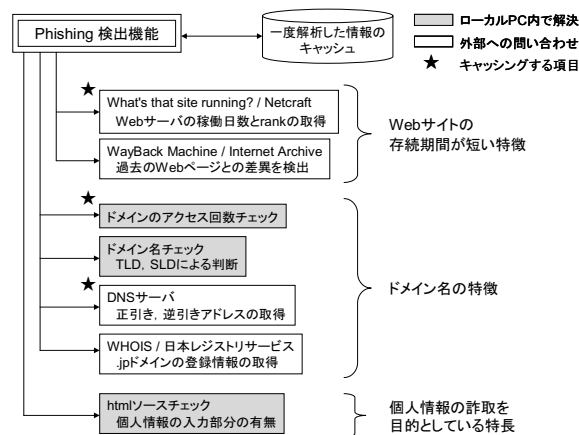 Phishing 検出機能
一度解析した情報の
キャッシュ
ローカルPC内で解決
外部への問い合わせ
★ キャッシングする項目
★
What's that site running? / Netcraft
Webサーバの稼働日数とrankの取得
WayBack Machine / Internet Archive
過去のWebページとの差異を検出
Webサイトの
存続期間が短い特徴
★
ドメインのアクセス回数チェック
ドメイン名チェック
TLD, SLDによる判断
★
DNSサーバ
正引き, 逆引きアドレスの取得
WHOIS / 日本レジストリサービス
.jpドメインの登録情報の取得
ドメイン名の特徴
htmlソースチェック
個人情報の入力部分の有無
個人情報の詐取を
目的としている特長